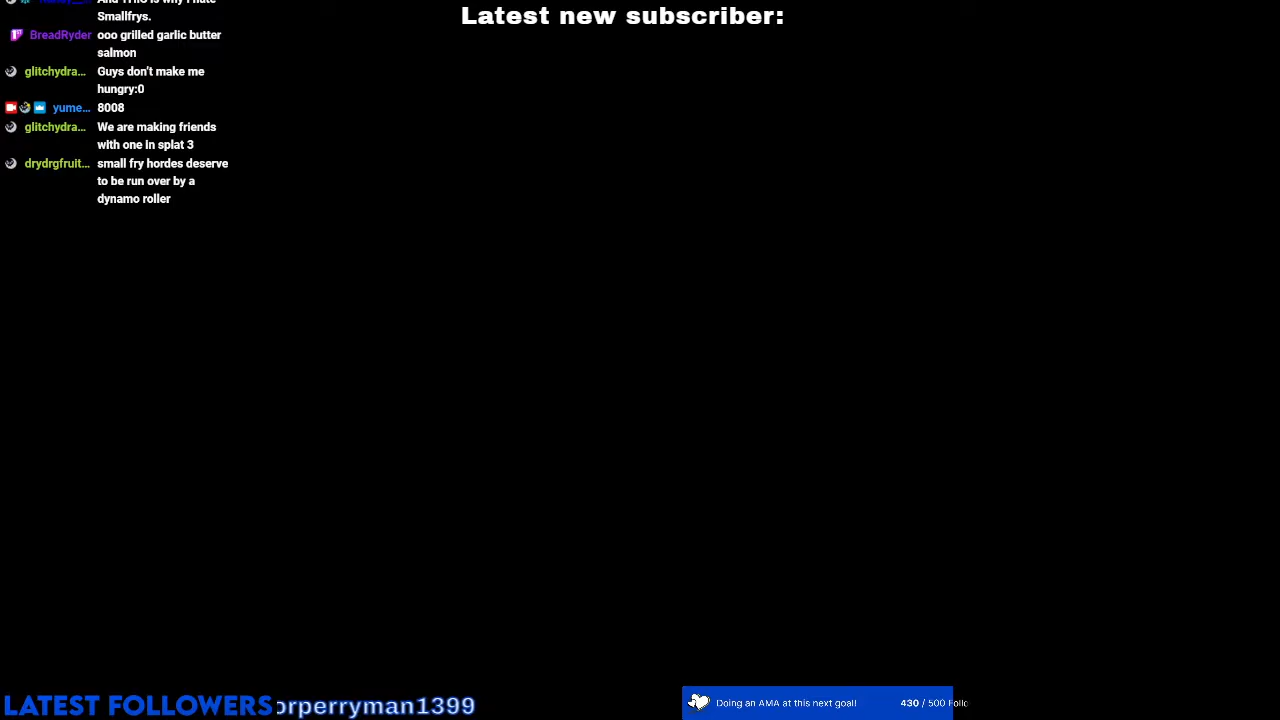 Latest new subscriber:
Smallfrys.
BreadRyder ooo grilled garlic butter
salmon
glitchydra... Guys don't make me
hungry:0
yume... 8008
glitchydra... We are making friends
with one in splat 3
drydrgfruit... small fry hordes deserve
to be run over by a
dynamo roller
LATEST FOLLOWERS orperryman1399
Doing an AMA at this next goal! 430 / 500 Follo